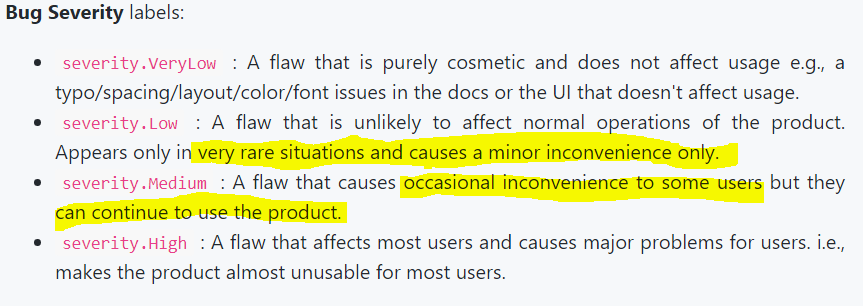 Bug Severity labels:
• severity.VeryLow : A flaw that is purely cosmetic and does not affect usage e.g., a
typo/spacing/layout/color/font issues in the docs or the UI that doesn't affect usage.
• severity.Low : A flaw that is unlikely to affect normal operations of the product.
Appears only in very rare situations and causes a minor inconvenience only.
• severity.Medium : A flaw that causes occasional inconvenience to some users but they
can continue to use the product.
• severity.High : A flaw that affects most users and causes major problems for users. i.e.,
makes the product almost unusable for most users.